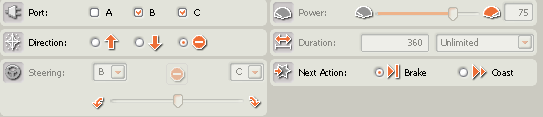 Port: A B C
Power: 75
Direction:
Duration: 360 Unlimited
Steering: B C
Next Action: Brake Coast